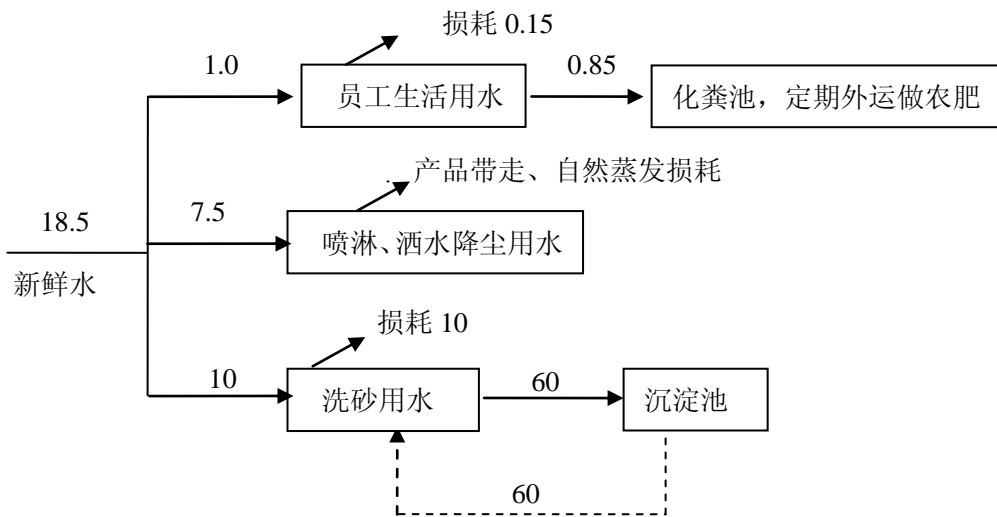 损耗 0.15
1.0
员工生活用水
0.85
化粪池，定期外运做农肥
产品带走、自然蒸发损耗
18.5
7.5
喷淋、洒水降尘用水
新鲜水
损耗 10
10
洗砂用水
60
沉淀池
60